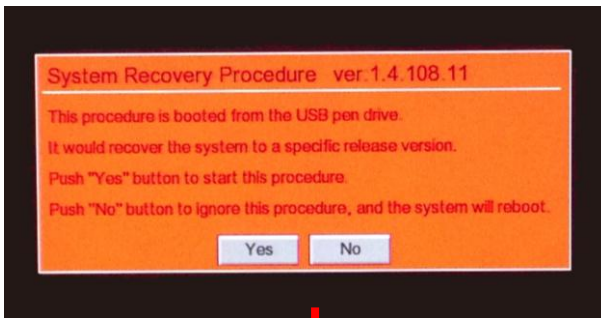 System Recovery Procedure ver.1.4.108.11
This procedure is booted from the USB pen drive.
It would recover the system to a specific release version.
Push "Yes" button to start this procedure.
Push "No" button to ignore this procedure, and the system will reboot.
Yes No